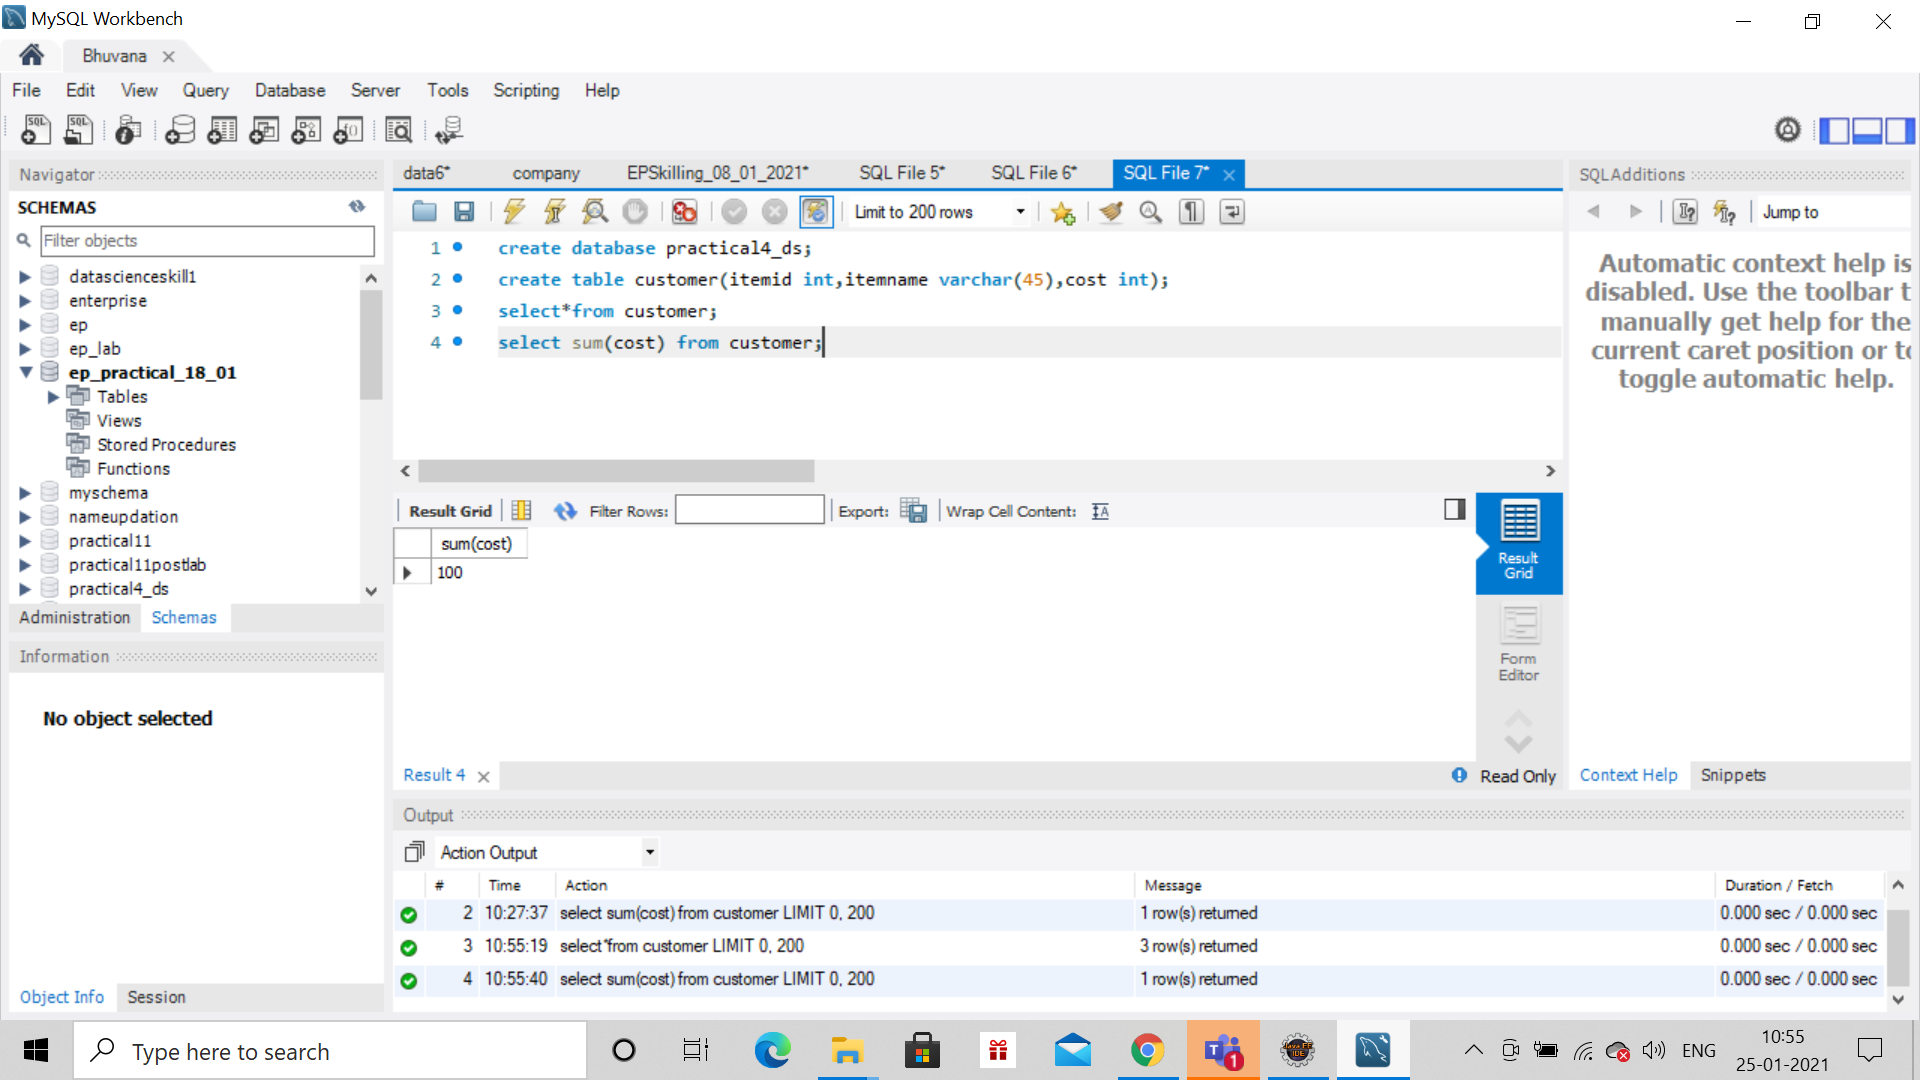 MySQL Workbench
Bhuvana
File Edit View Query Database Server Tools Scripting Help
Navigator
SCHEMAS
Filter objects
datascienceskill1
enterprise
ep
ep_lab
ep_practical_18_01
Tables
Views
Stored Procedures
Functions
myschema
nameupdation
practical11
practical11postlab
practical4_ds
Administration Schemas
Information
No object selected
Object Info Session
data6* company EPSkilling_08_01_2021* SQL File 5* SQL File 6* SQL File 7*
Limit to 200 rows
1 create database practical4_ds;
2 create table customer(itemid int,itemname varchar(45),cost int);
3 select*from customer;
4 select sum(cost) from customer;
Result Grid Filter Rows: Export: Wrap Cell Content:
sum(cost)
100
Result Grid
Form Editor
Result 4 Read Only
SQLAdditions
Jump to
Automatic context help is
disabled. Use the toolbar t
manually get help for the
current caret position or to
toggle automatic help.
Context Help Snippets
Output
Action Output
# Time Action Message Duration / Fetch
2 10:27:37 select sum(cost) from customer LIMIT 0, 200 1 row(s) returned 0.000 sec / 0.000 sec
3 10:55:19 select*from customer LIMIT 0, 200 3 row(s) returned 0.000 sec / 0.000 sec
4 10:55:40 select sum(cost) from customer LIMIT 0, 200 1 row(s) returned 0.000 sec / 0.000 sec
Type here to search
1
ENG
10:55
25-01-2021